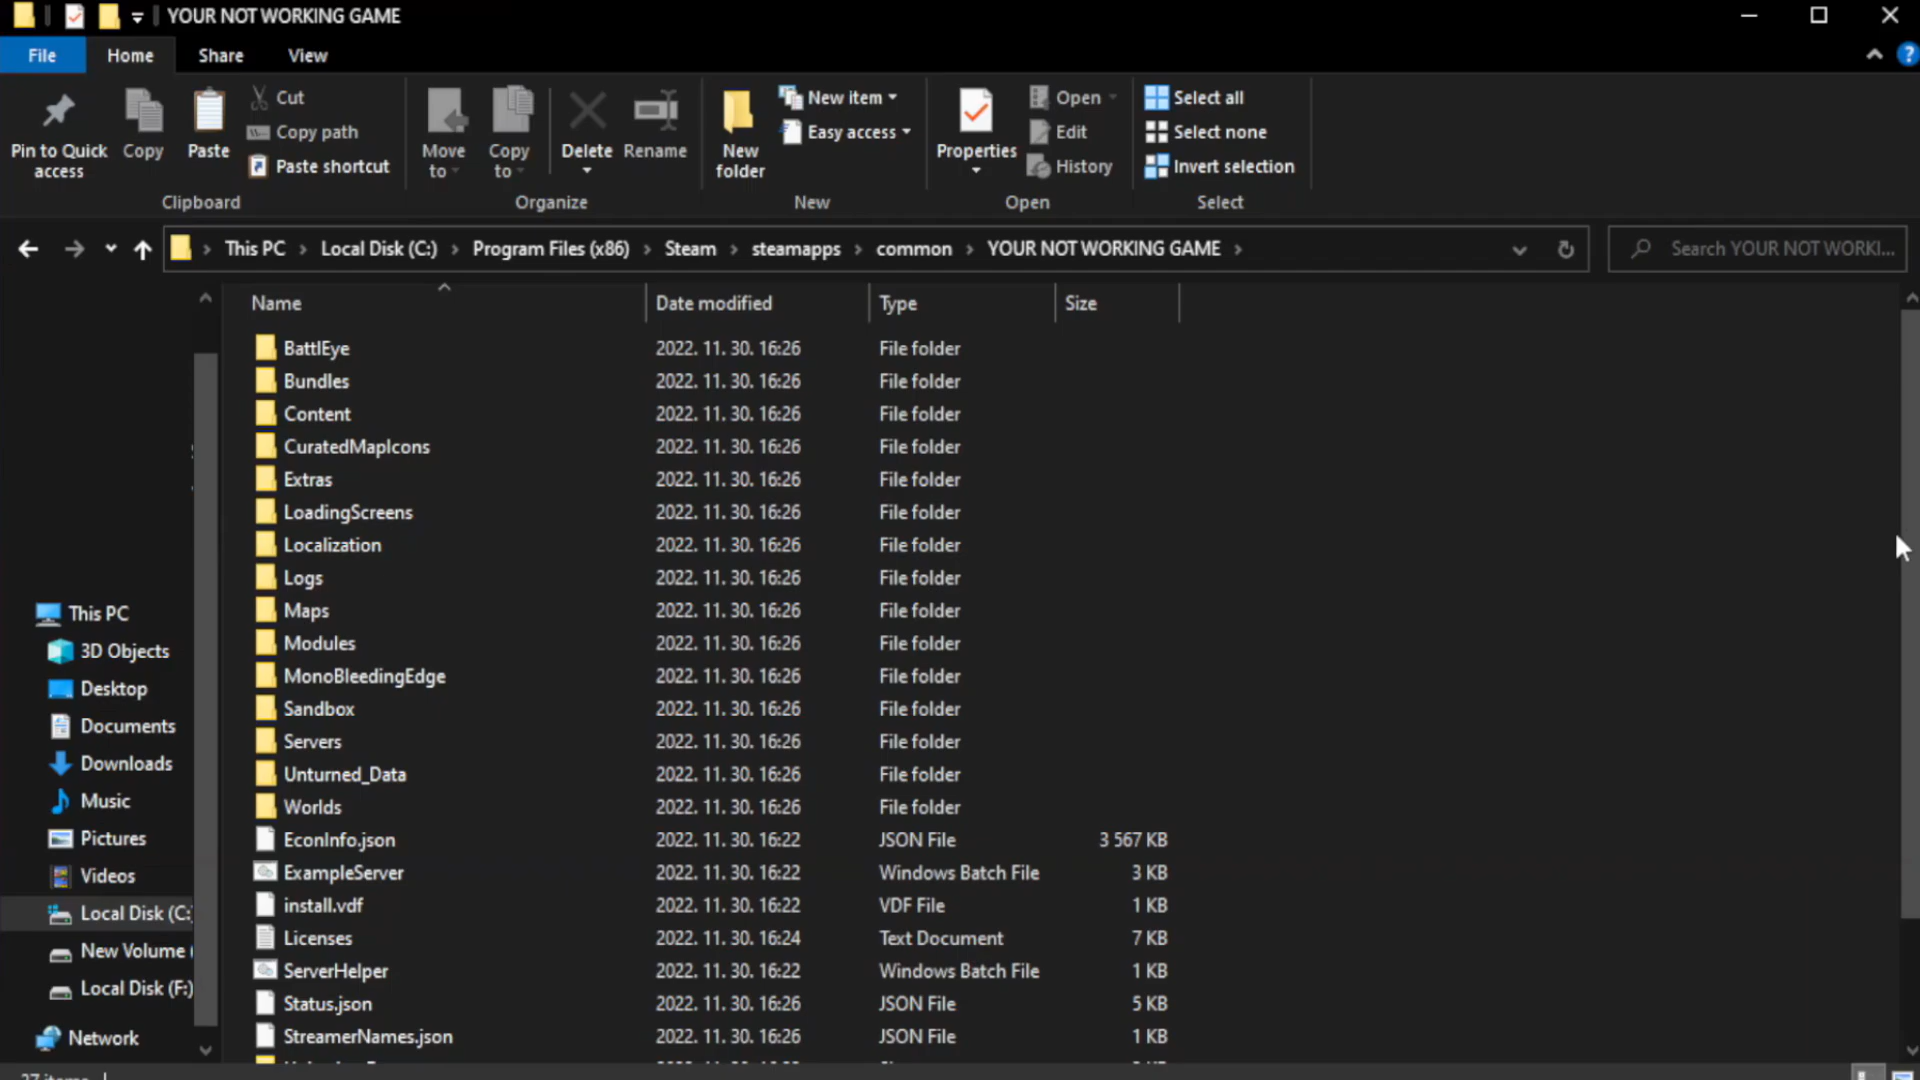 YOUR NOT WORKING GAME
File Home Share View
Pin to Quick access
Copy
Paste
Cut
Copy path
Paste shortcut
Clipboard
Move to
Copy to
Delete
Rename
Organize
New folder
New item
Easy access
New
Properties
Open
Edit
History
Open
Select all
Select none
Invert selection
Select
This PC > Local Disk (C:) > Program Files (x86) > Steam > steamapps > common > YOUR NOT WORKING GAME >
Search YOUR NOT WORKI...
This PC
3D Objects
Desktop
Documents
Downloads
Music
Pictures
Videos
Local Disk (C:
New Volume (
Local Disk (F:)
Network
Name Date modified Type Size
BattlEye 2022. 11. 30. 16:26 File folder
Bundles 2022. 11. 30. 16:26 File folder
Content 2022. 11. 30. 16:26 File folder
CuratedMapIcons 2022. 11. 30. 16:26 File folder
Extras 2022. 11. 30. 16:26 File folder
LoadingScreens 2022. 11. 30. 16:26 File folder
Localization 2022. 11. 30. 16:26 File folder
Logs 2022. 11. 30. 16:26 File folder
Maps 2022. 11. 30. 16:26 File folder
Modules 2022. 11. 30. 16:26 File folder
MonoBleedingEdge 2022. 11. 30. 16:26 File folder
Sandbox 2022. 11. 30. 16:26 File folder
Servers 2022. 11. 30. 16:26 File folder
Unturned_Data 2022. 11. 30. 16:26 File folder
Worlds 2022. 11. 30. 16:26 File folder
EconInfo.json 2022. 11. 30. 16:22 JSON File 3 567 KB
ExampleServer 2022. 11. 30. 16:22 Windows Batch File 3 KB
install.vdf 2022. 11. 30. 16:22 VDF File 1 KB
Licenses 2022. 11. 30. 16:24 Text Document 7 KB
ServerHelper 2022. 11. 30. 16:22 Windows Batch File 1 KB
Status.json 2022. 11. 30. 16:26 JSON File 5 KB
StreamerNames.json 2022. 11. 30. 16:26 JSON File 1 KB